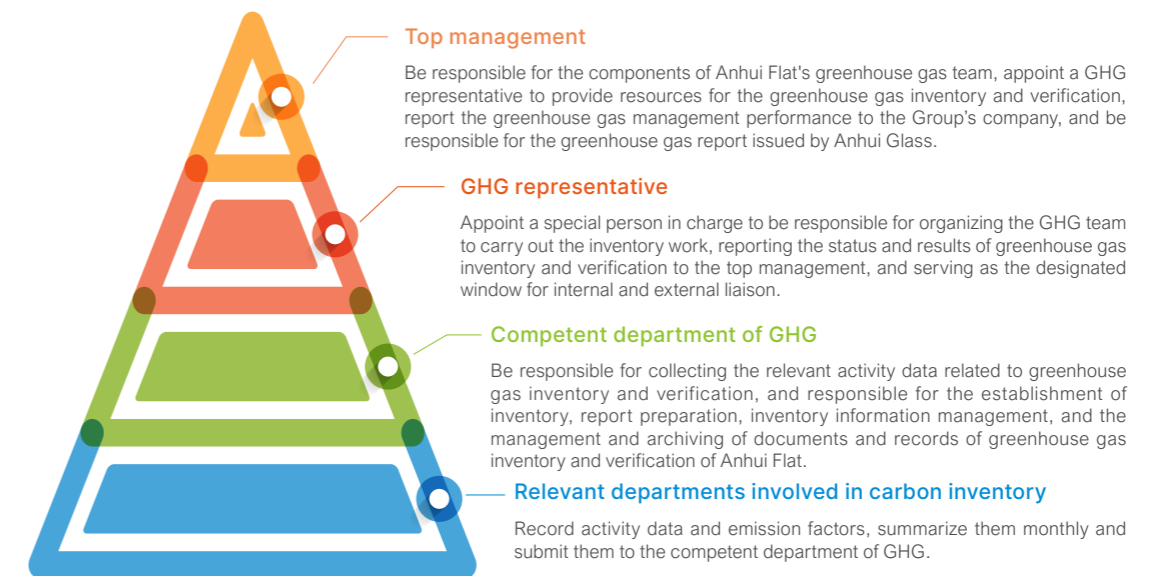 Top management
Be responsible for the components of Anhui Flat's greenhouse gas team, appoint a GHG
representative to provide resources for the greenhouse gas inventory and verification,
report the greenhouse gas management performance to the Group's company, and be
responsible for the greenhouse gas report issued by Anhui Glass.
GHG representative
Appoint a special person in charge to be responsible for organizing the GHG team
to carry out the inventory work, reporting the status and results of greenhouse gas
inventory and verification to the top management, and serving as the designated
window for internal and external liaison.
Competent department of GHG
Be responsible for collecting the relevant activity data related to greenhouse
gas inventory and verification, and responsible for the establishment of
inventory, report preparation, inventory information management, and the
management and archiving of documents and records of greenhouse gas
inventory and verification of Anhui Flat.
Relevant departments involved in carbon inventory
Record activity data and emission factors, summarize them monthly and
submit them to the competent department of GHG.